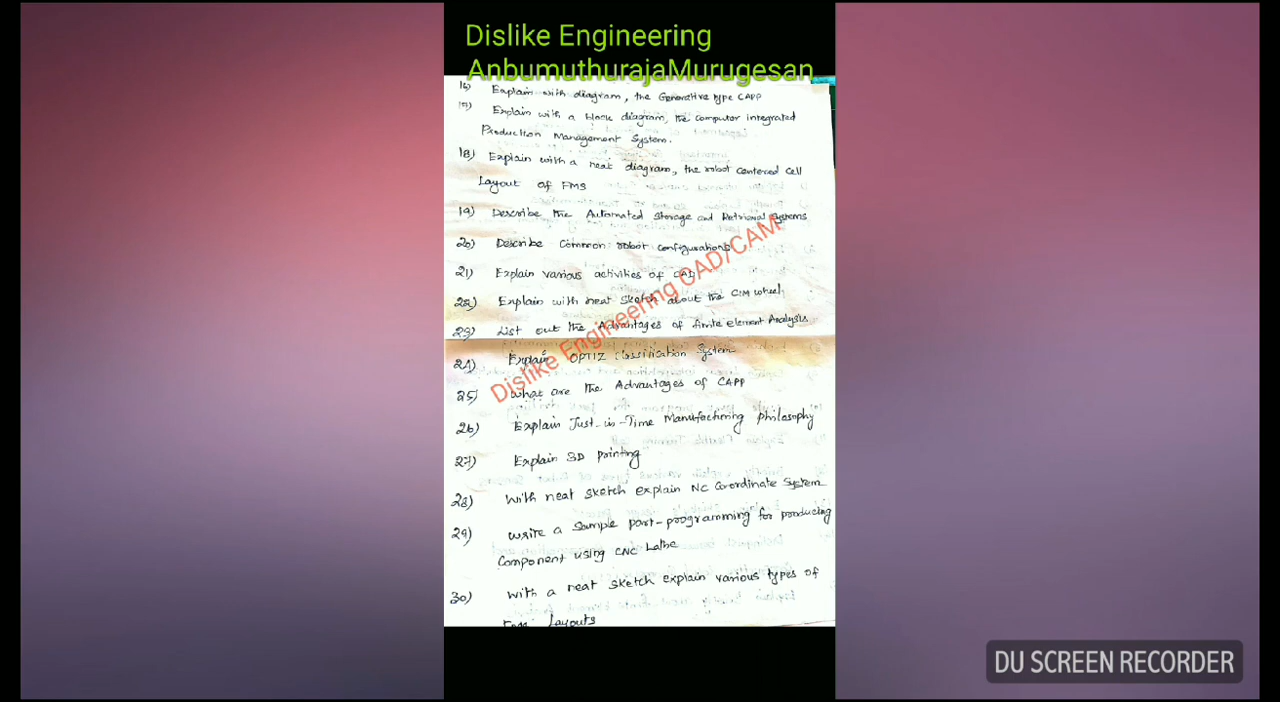 Dislike Engineering
AnbumuthurajaMurugesan
16) Explain with diagram, the Generative type CAPP
17) Explain with a block diagram, the computer integrated
Production Management System.
18) Explain with a neat diagram, the robot centered cell
Layout of FMS
19) Describe the Automated Storage and Retrieval Systems
20) Describe Common robot configurations
21) Explain various activities of CAD
22) Explain with neat sketch about the CIM wheel
23) List out the Advantages of finite element Analysis
24) Explain OPTIZ Classification System
25) what are the Advantages of CAPP
26) Explain Just-in-Time Manufacturing philosophy
27) Explain 3D printing
28) With neat sketch explain NC Coordinate System
29) write a sample part-programming for producing
Component using CNC Lathe
30) with a neat sketch explain various types of
Layouts
Dislike Engineering CAD/CAM
DU SCREEN RECORDER